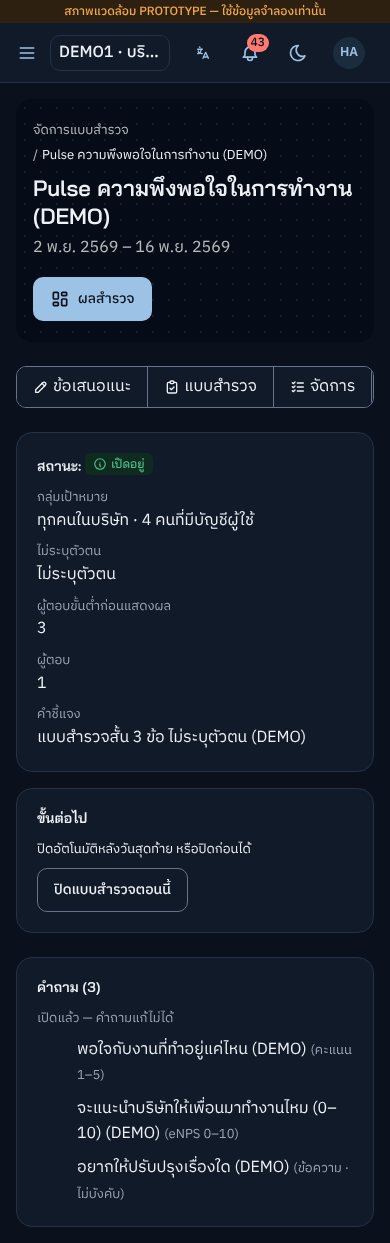 สภาพแวดล้อม PROTOTYPE — ใช้ข้อมูลจำลองเท่านั้น
DEMO1 · บริ...
43
HA
จัดการแบบสำรวจ
/ Pulse ความพึงพอใจในการทำงาน (DEMO)
Pulse ความพึงพอใจในการทำงาน
(DEMO)
2 พ.ย. 2569 – 16 พ.ย. 2569
ผลสำรวจ
ข้อเสนอแนะ
แบบสำรวจ
จัดการ
สถานะ: เปิดอยู่
กลุ่มเป้าหมาย
ทุกคนในบริษัท · 4 คนที่มีบัญชีผู้ใช้
ไม่ระบุตัวตน
ไม่ระบุตัวตน
ผู้ตอบขั้นต่ำก่อนแสดงผล
3
ผู้ตอบ
1
คำชี้แจง
แบบสำรวจสั้น 3 ข้อ ไม่ระบุตัวตน (DEMO)
ขั้นต่อไป
ปิดอัตโนมัติหลังวันสุดท้าย หรือปิดก่อนได้
ปิดแบบสำรวจตอนนี้
คำถาม (3)
เปิดแล้ว — คำถามแก้ไม่ได้
พอใจกับงานที่ทำอยู่แค่ไหน (DEMO) (คะแนน
1–5)
จะแนะนำบริษัทให้เพื่อนมาทำงานไหม (0–
10) (DEMO) (eNPS 0–10)
อยากให้ปรับปรุงเรื่องใด (DEMO) (ข้อความ ·
ไม่บังคับ)